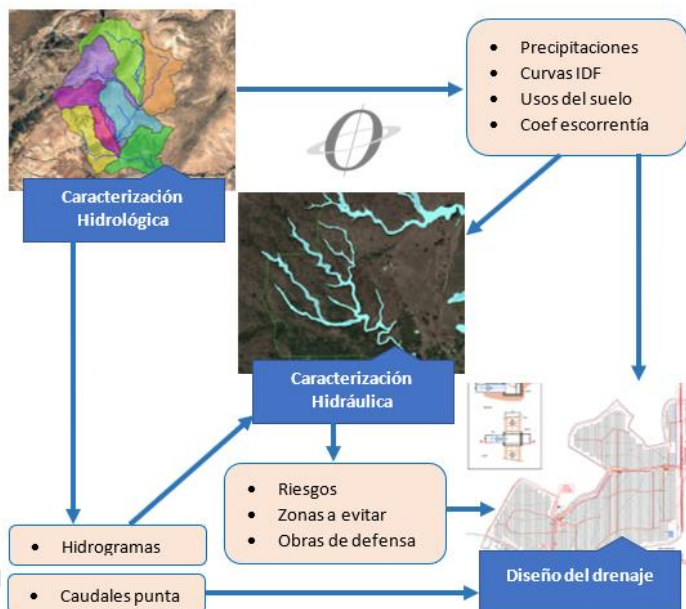 • Precipitaciones
• Curvas IDF
• Usos del suelo
• Coef escorrentía
Caracterización
Hidrológica
Caracterización
Hidráulica
• Riesgos
• Zonas a evitar
• Obras de defensa
• Hidrogramas
• Caudales punta
Diseño del drenaje